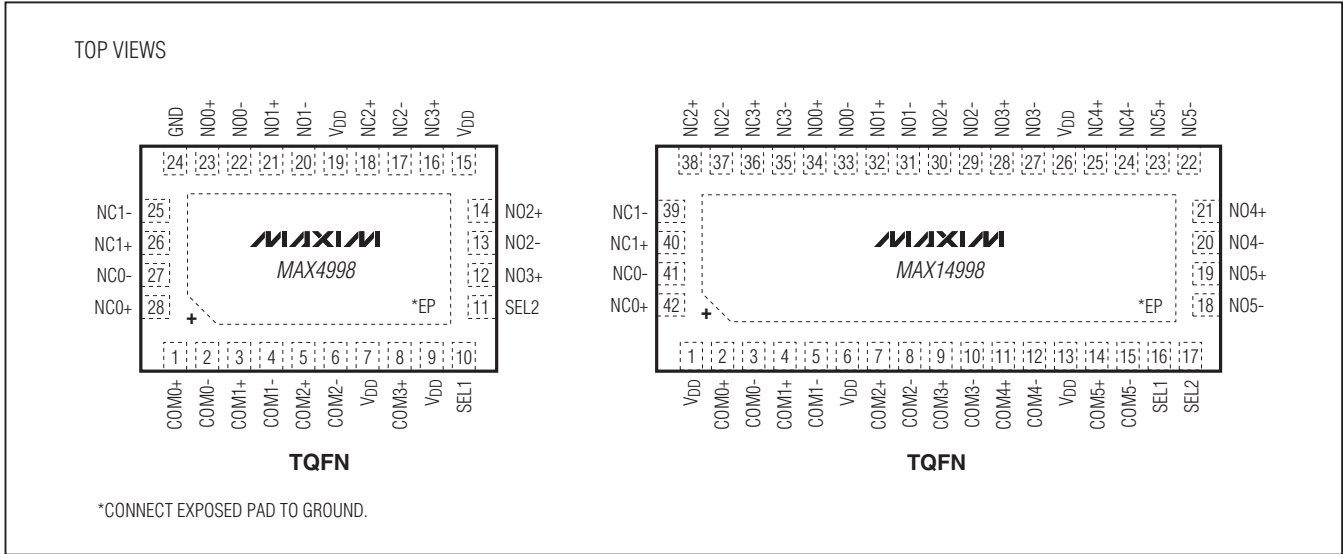 TOP VIEWS
GND NO0+ NO0- NO1+ NO1- VDD NC2+ NC2- NC3+ VDD
24 23 22 21 20 19 18 17 16 15
NC1- 25
NC1+ 26
NC0- 27
NC0+ 28
14 NO2+
13 NO2-
12 NO3+
11 SEL2
MAXIM
MAX4998
*EP
+
1 2 3 4 5 6 7 8 9 10
COM0+ COM0- COM1+ COM1- COM2+ COM2- VDD COM3+ VDD SEL1
TQFN
NC2+ NC2- NC3+ NC3- NO0+ NO0- NO1+ NO1- NO2+ NO2- NO3+ NO3- VDD NC4+ NC4- NC5+ NC5-
38 37 36 35 34 33 32 31 30 29 28 27 26 25 24 23 22
NC1- 39
NC1+ 40
NC0- 41
NC0+ 42
21 NO4+
20 NO4-
19 NO5+
18 NO5-
MAXIM
MAX14998
*EP
+
1 2 3 4 5 6 7 8 9 10 11 12 13 14 15 16 17
VDD COM0+ COM0- COM1+ COM1- VDD COM2+ COM2- COM3+ COM3- COM4+ COM4- VDD COM5+ COM5- SEL1 SEL2
TQFN
*CONNECT EXPOSED PAD TO GROUND.